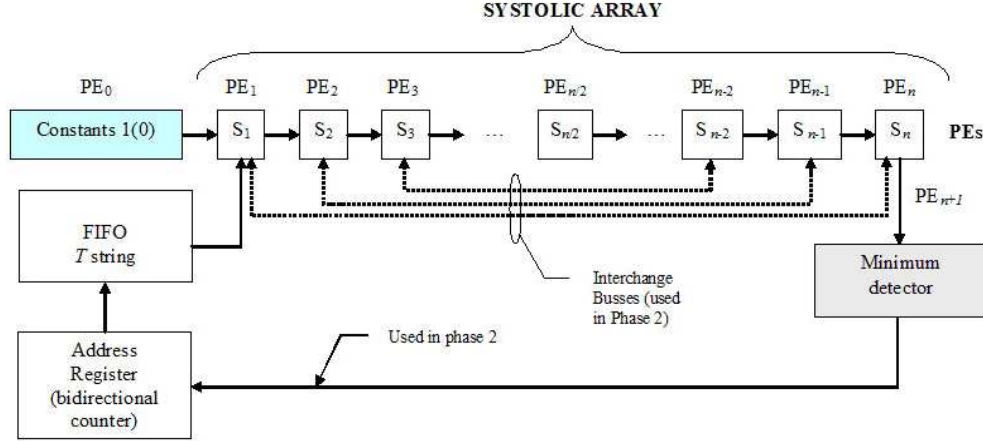 SYSTOLIC ARRAY
PE0 PE1 PE2 PE3 PEn/2 PEn-2 PEn-1 PEn
Constants 1(0) S1 S2 S3 ... Sn/2 ... Sn-2 Sn-1 Sn PEs
PEn+1
FIFO
T string
Interchange
Busses (used
in Phase 2)
Minimum
detector
Used in phase 2
Address
Register
(bidirectional
counter)